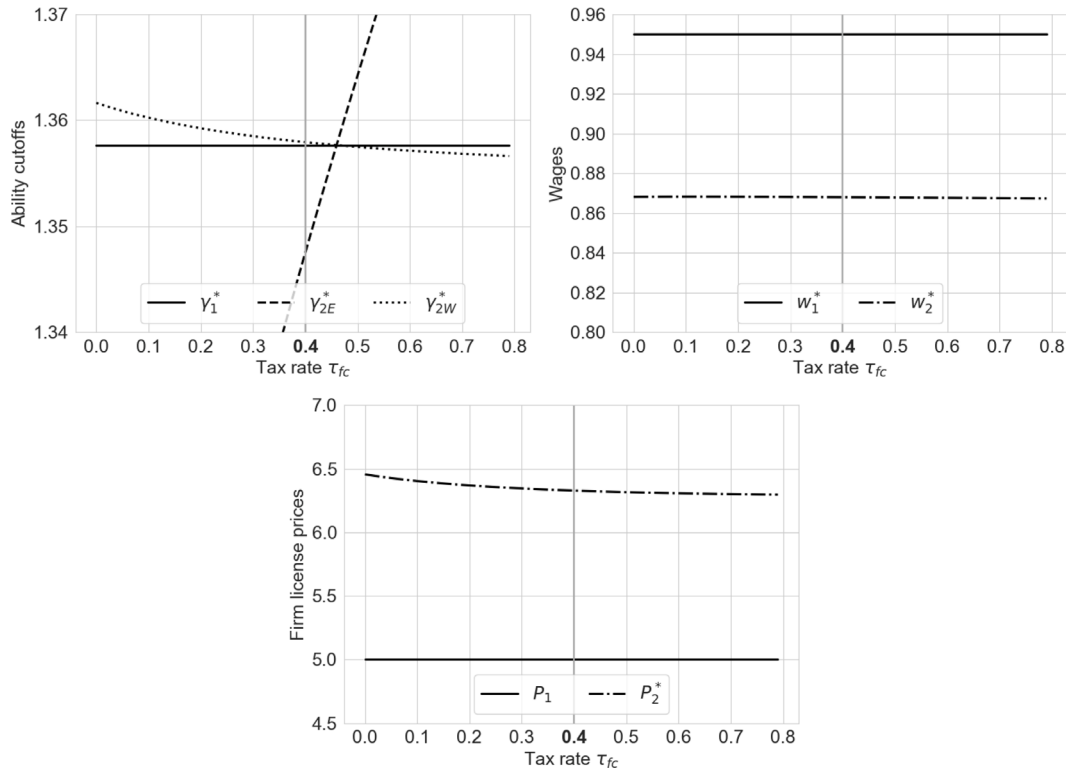 1.37
1.36
1.35
1.34
Ability cutoffs
γ₁* γ₂E* γ₂W*
0.0 0.1 0.2 0.3 0.4 0.5 0.6 0.7 0.8
Tax rate τ_fc
0.96
0.94
0.92
0.90
0.88
0.86
0.84
0.82
0.80
Wages
w₁* w₂*
0.0 0.1 0.2 0.3 0.4 0.5 0.6 0.7 0.8
Tax rate τ_fc
7.0
6.5
6.0
5.5
5.0
4.5
Firm license prices
P₁ P₂*
0.0 0.1 0.2 0.3 0.4 0.5 0.6 0.7 0.8
Tax rate τ_fc